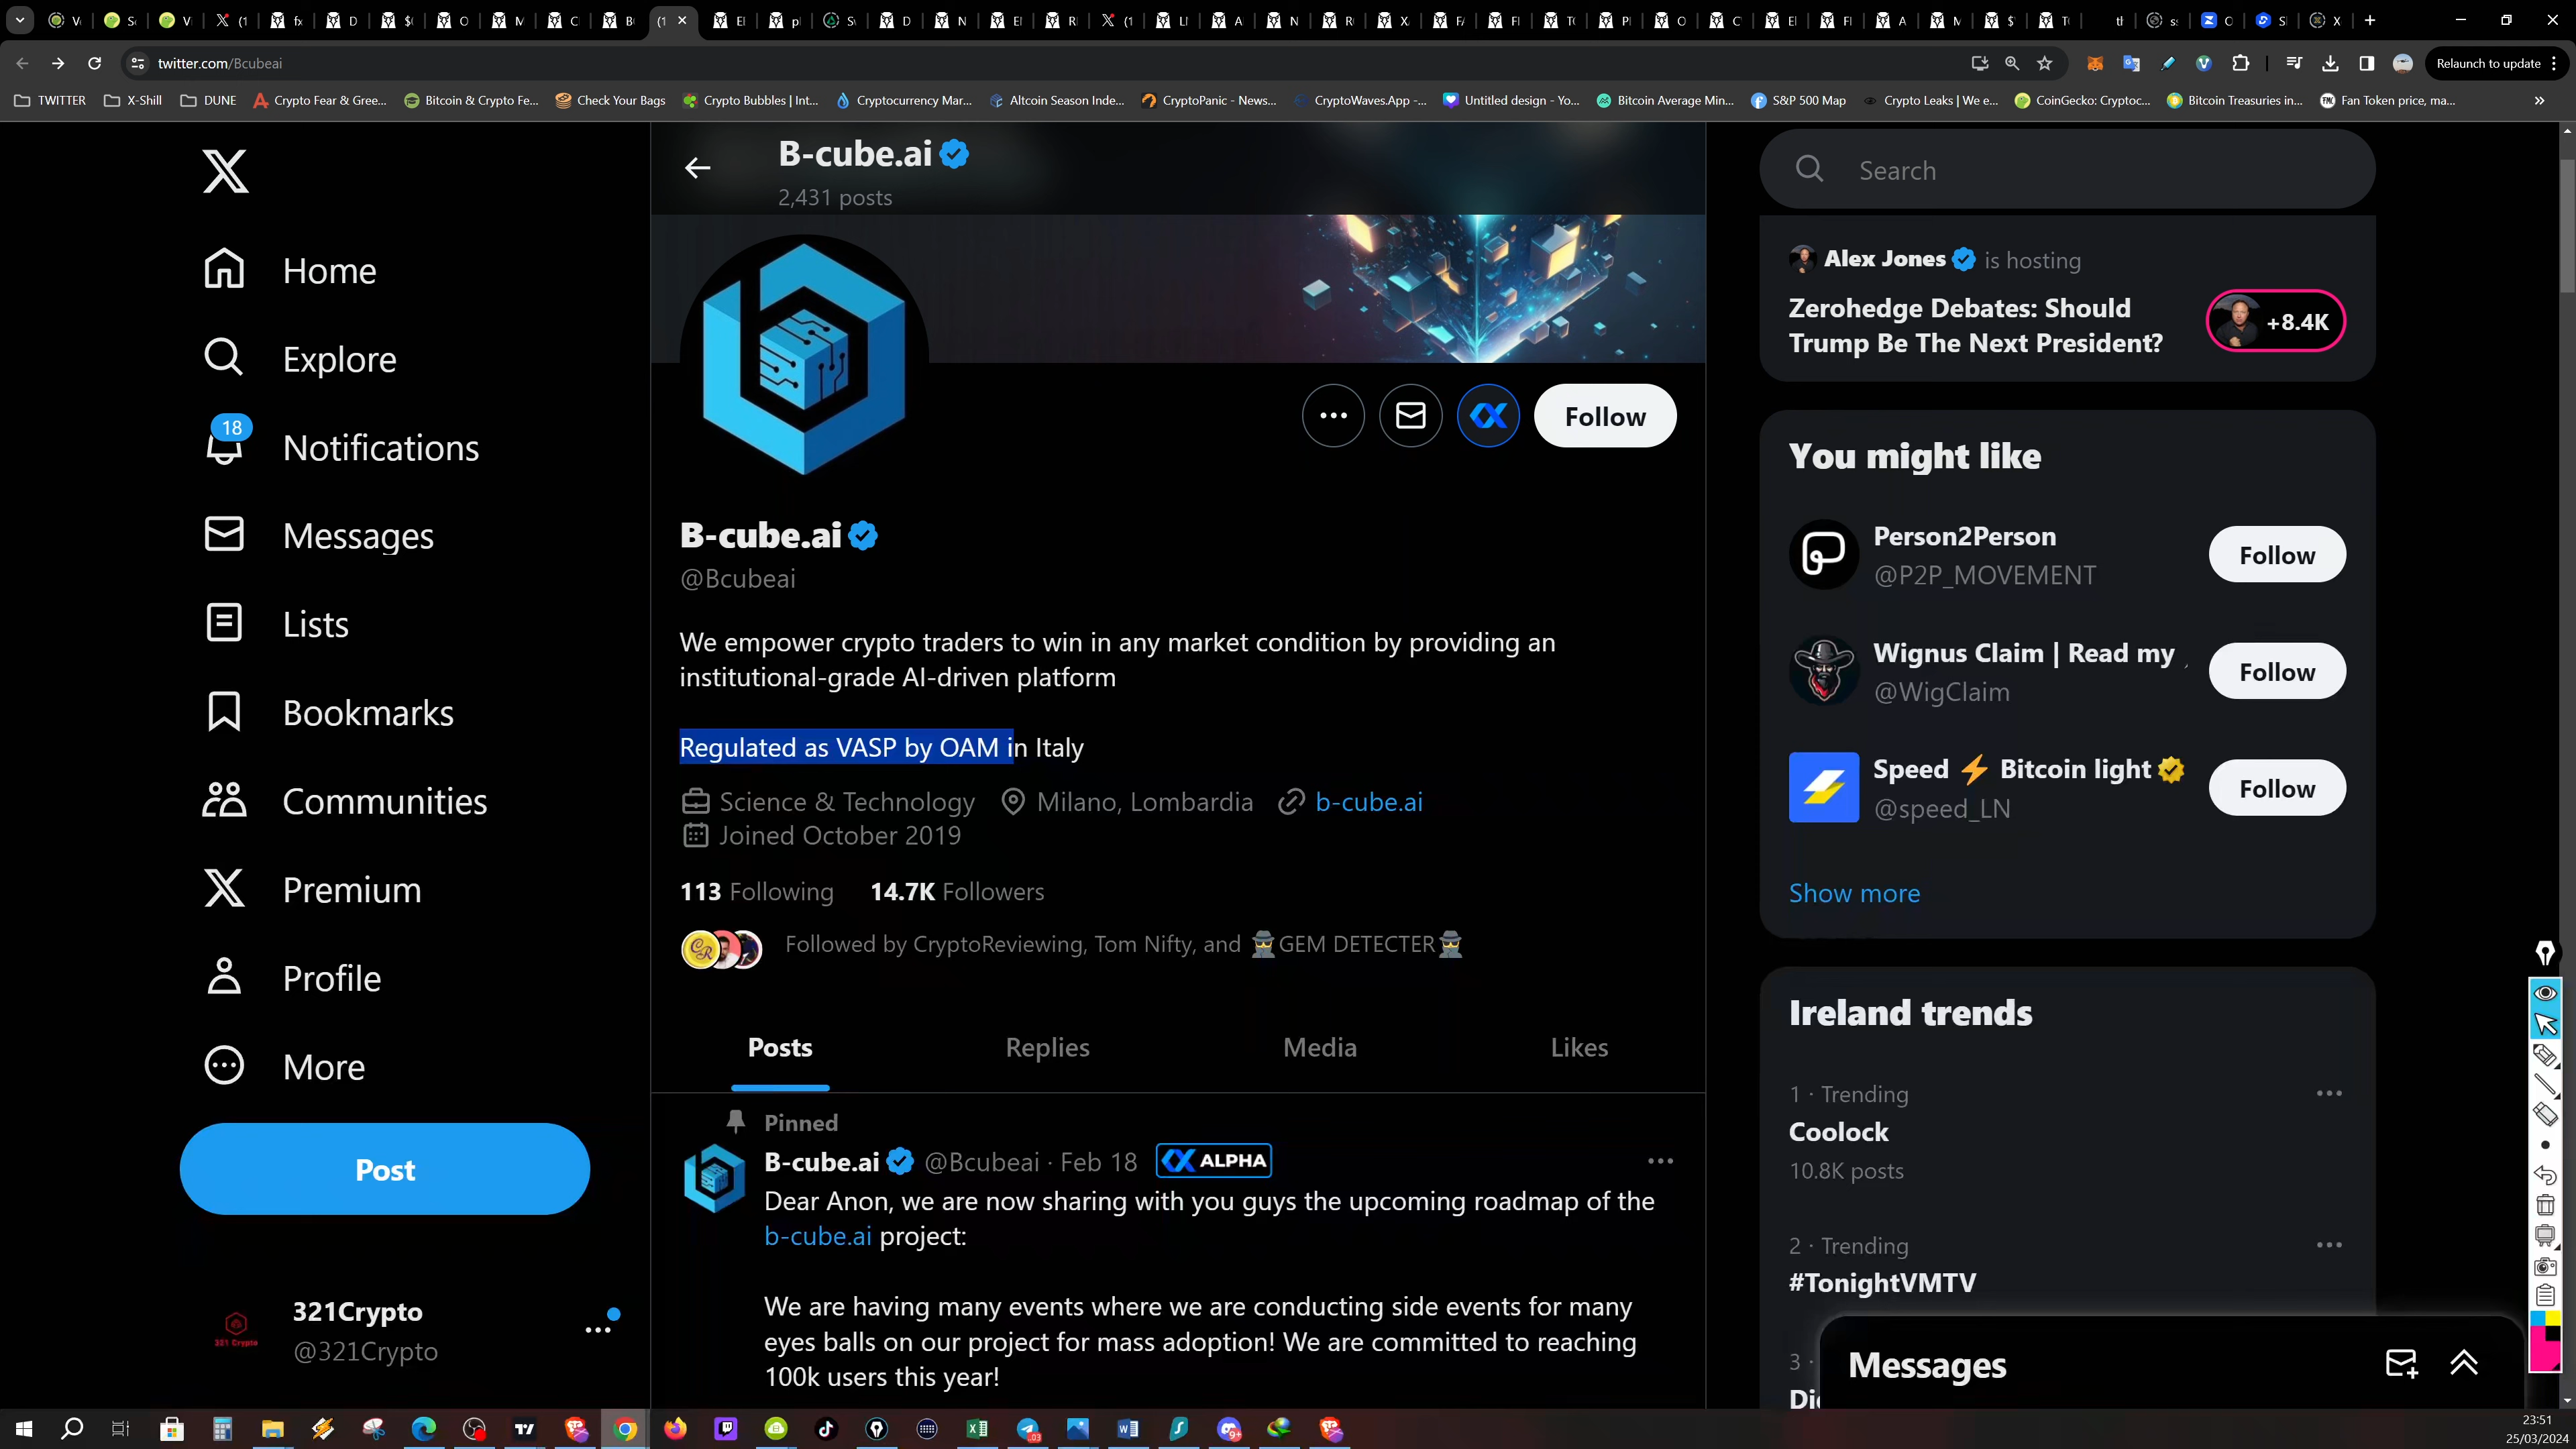 twitter.com/Bcubeai
Relaunch to update
TWITTER
X-Shill
DUNE
Crypto Fear & Gree...
Bitcoin & Crypto Fe...
Check Your Bags
Crypto Bubbles | Int...
Cryptocurrency Mar...
Altcoin Season Inde...
CryptoPanic - News...
CryptoWaves.App -...
Untitled design - Yo...
Bitcoin Average Min...
S&P 500 Map
Crypto Leaks | We e...
CoinGecko: Cryptoc...
Bitcoin Treasuries in...
Fan Token price, ma...
Home
Explore
18
Notifications
Messages
Lists
Bookmarks
Communities
Premium
Profile
More
Post
321Crypto
@321Crypto
B-cube.ai
2,431 posts
Follow
B-cube.ai
@Bcubeai
We empower crypto traders to win in any market condition by providing an
institutional-grade AI-driven platform
Regulated as VASP by OAM in Italy
Science & Technology Milano, Lombardia b-cube.ai
Joined October 2019
113 Following 14.7K Followers
Followed by CryptoReviewing, Tom Nifty, and GEM DETECTER
Posts Replies Media Likes
Pinned
B-cube.ai @Bcubeai · Feb 18 ALPHA
Dear Anon, we are now sharing with you guys the upcoming roadmap of the
b-cube.ai project:
We are having many events where we are conducting side events for many
eyes balls on our project for mass adoption! We are committed to reaching
100k users this year!
Search
Alex Jones is hosting
Zerohedge Debates: Should
Trump Be The Next President?
+8.4K
You might like
Person2Person
@P2P_MOVEMENT
Follow
Wignus Claim | Read my
@WigClaim
Follow
Speed ⚡ Bitcoin light
@speed_LN
Follow
Show more
Ireland trends
1 · Trending
Coolock
10.8K posts
2 · Trending
#TonightVMTV
3 ·
Messages
23:51
25/03/2024